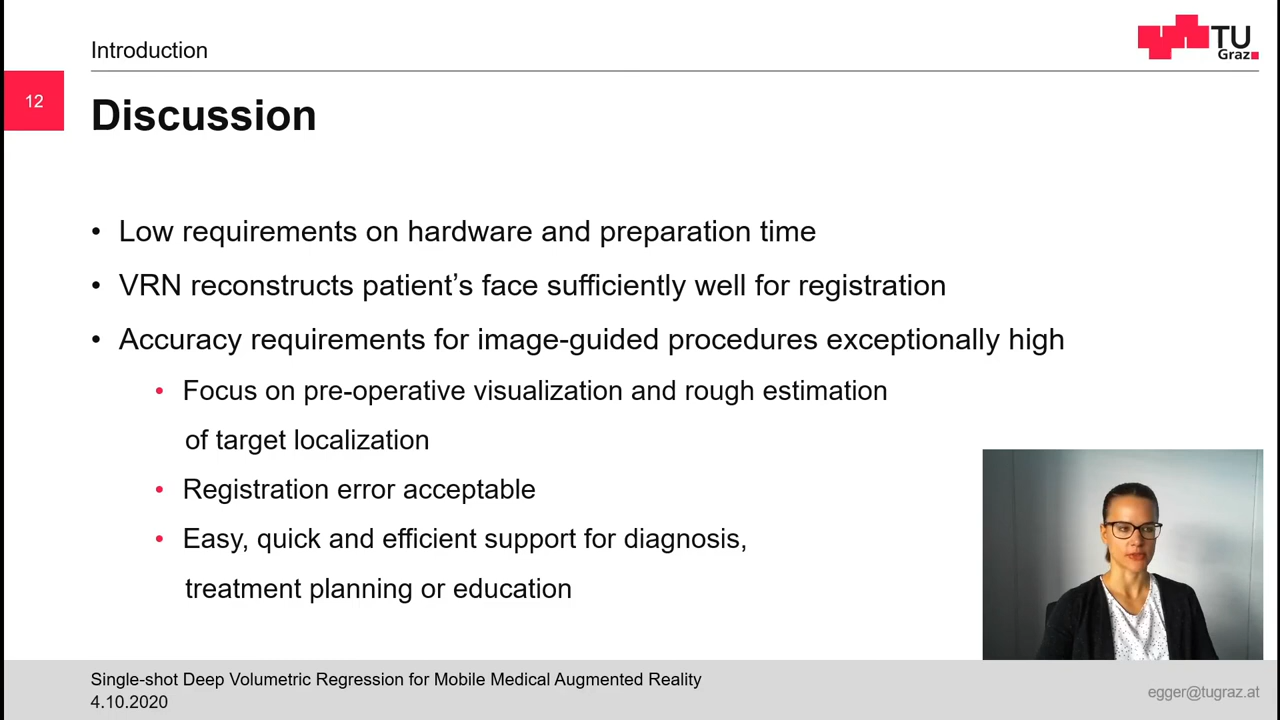 Introduction
TU
Graz
12
Discussion
• Low requirements on hardware and preparation time
• VRN reconstructs patient’s face sufficiently well for registration
• Accuracy requirements for image-guided procedures exceptionally high
• Focus on pre-operative visualization and rough estimation
of target localization
• Registration error acceptable
• Easy, quick and efficient support for diagnosis,
treatment planning or education
Single-shot Deep Volumetric Regression for Mobile Medical Augmented Reality
4.10.2020
egger@tugraz.at